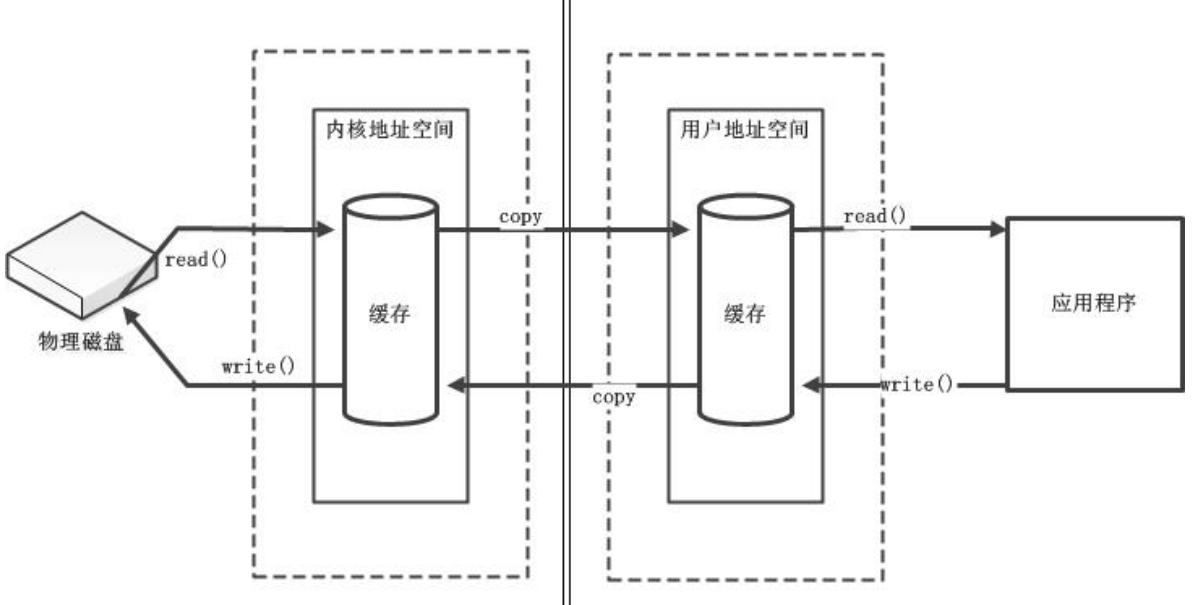 内核地址空间
用户地址空间
copy
read()
read()
缓存
缓存
应用程序
物理磁盘
write()
copy
write()